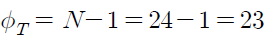 ϕ_T = N−1 = 24−1 = 23